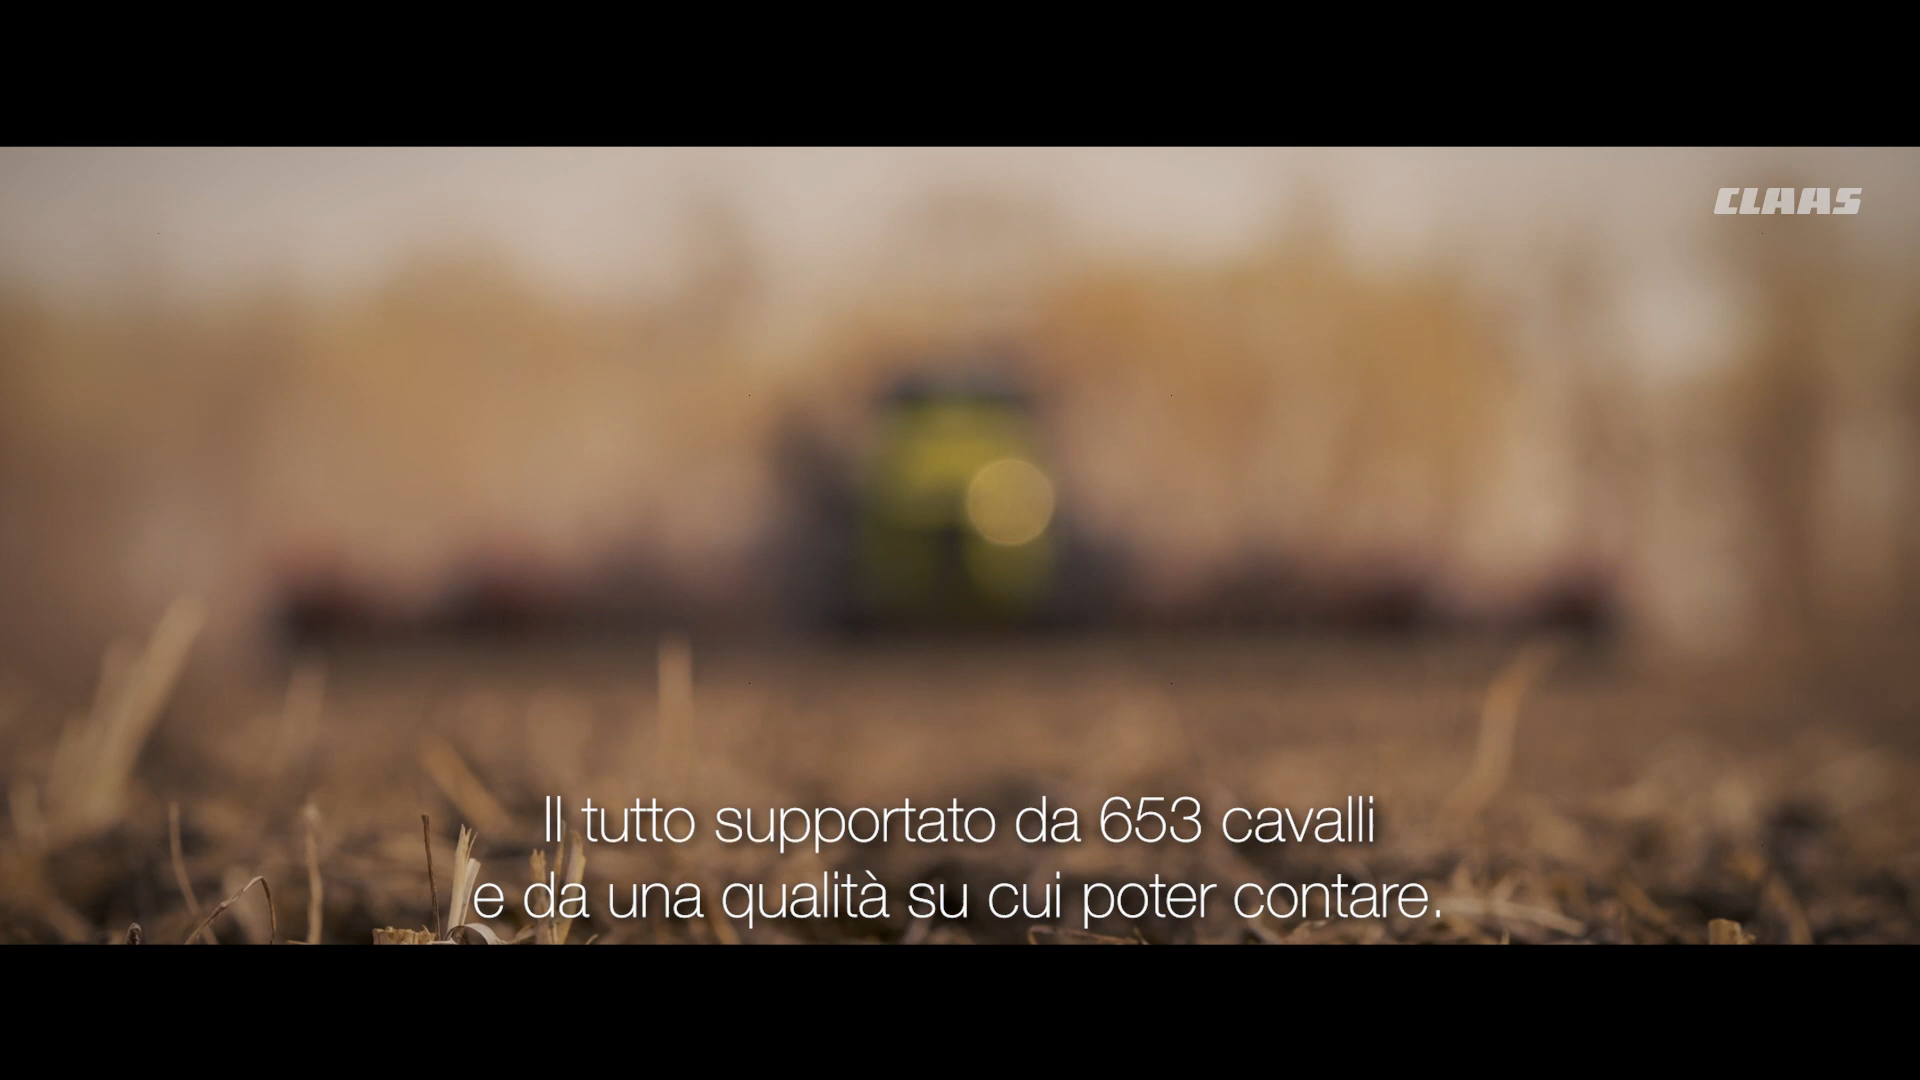 CLAAS
Il tutto supportato da 653 cavalli
e da una qualità su cui poter contare.